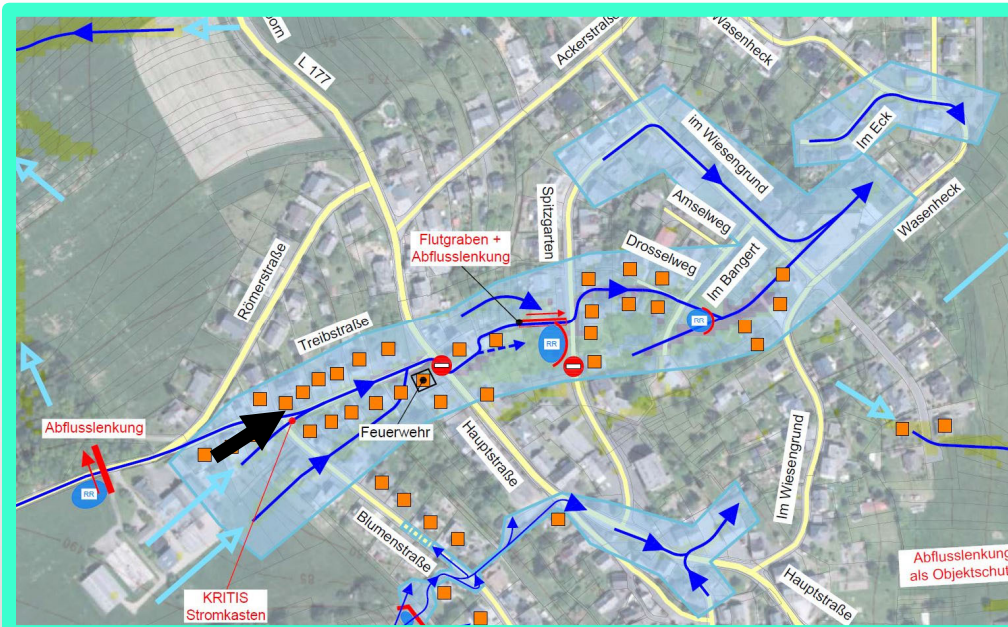 Dorn
L 177
Ackerstraße
Wasenheck
im Wiesengrund
Im Eck
Wasenheck
Amselweg
Spitzgarten
Drosselweg
Im Bangert
Flutgraben +
Abflusslenkung
Römerstraße
Treibstraße
RR
RR
Abflusslenkung
RR
Feuerwehr
Hauptstraße
Im Wiesengrund
Blumenstraße
KRITIS
Stromkasten
Hauptstraße
Abflusslenkung
als Objektschut